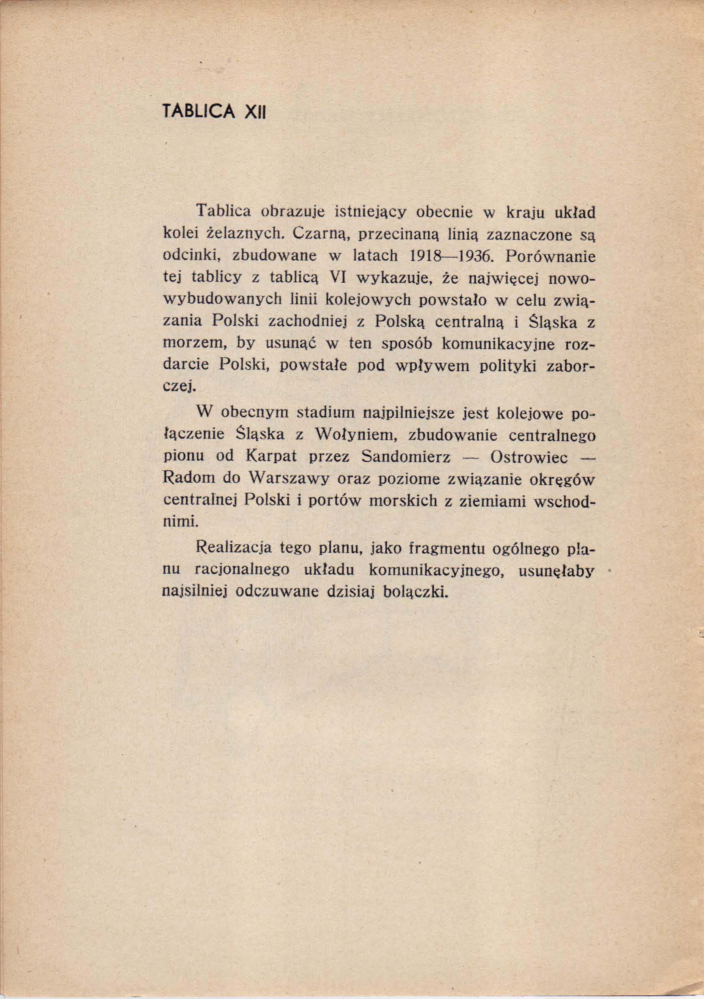 TABLICA XII
Tablica obrazuje istniejący obecnie w kraju układ
kolei żelaznych. Czarną, przecinaną linią zaznaczone są
odcinki, zbudowane w latach 1918—1936. Porównanie
tej tablicy z tablicą VI wykazuje, że najwięcej nowo-
wybudowanych linii kolejowych powstało w celu zwią-
zania Polski zachodniej z Polską centralną i Śląska z
morzem, by usunąć w ten sposób komunikacyjne roz-
darcie Polski, powstałe pod wpływem polityki zabor-
czej.
W obecnym stadium najpilniejsze jest kolejowe po-
łączenie Śląska z Wołyniem, zbudowanie centralnego
pionu od Karpat przez Sandomierz — Ostrowiec —
Radom do Warszawy oraz poziome związanie okręgów
centralnej Polski i portów morskich z ziemiami wschod-
nimi.
Realizacja tego planu, jako fragmentu ogólnego pla-
nu racjonalnego układu komunikacyjnego, usunęłaby
najsilniej odczuwane dzisiaj bolączki.